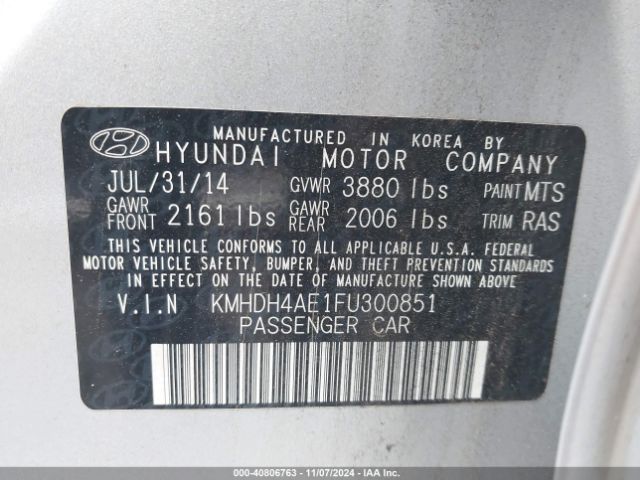 MANUFACTURED IN KOREA BY
HYUNDAI MOTOR COMPANY
JUL/31/14 GVWR 3880 lbs PAINT MTS
GAWR FRONT 2161 lbs GAWR REAR 2006 lbs TRIM RAS
THIS VEHICLE CONFORMS TO ALL APPLICABLE U.S.A. FEDERAL
MOTOR VEHICLE SAFETY, BUMPER, AND THEFT PREVENTION STANDARDS
IN EFFECT ON THE DATE OF MANUFACTURE SHOWN ABOVE
V.I.N KMHDH4AE1FU300851
PASSENGER CAR
000-40806763 - 11/07/2024 - IAAI.COM